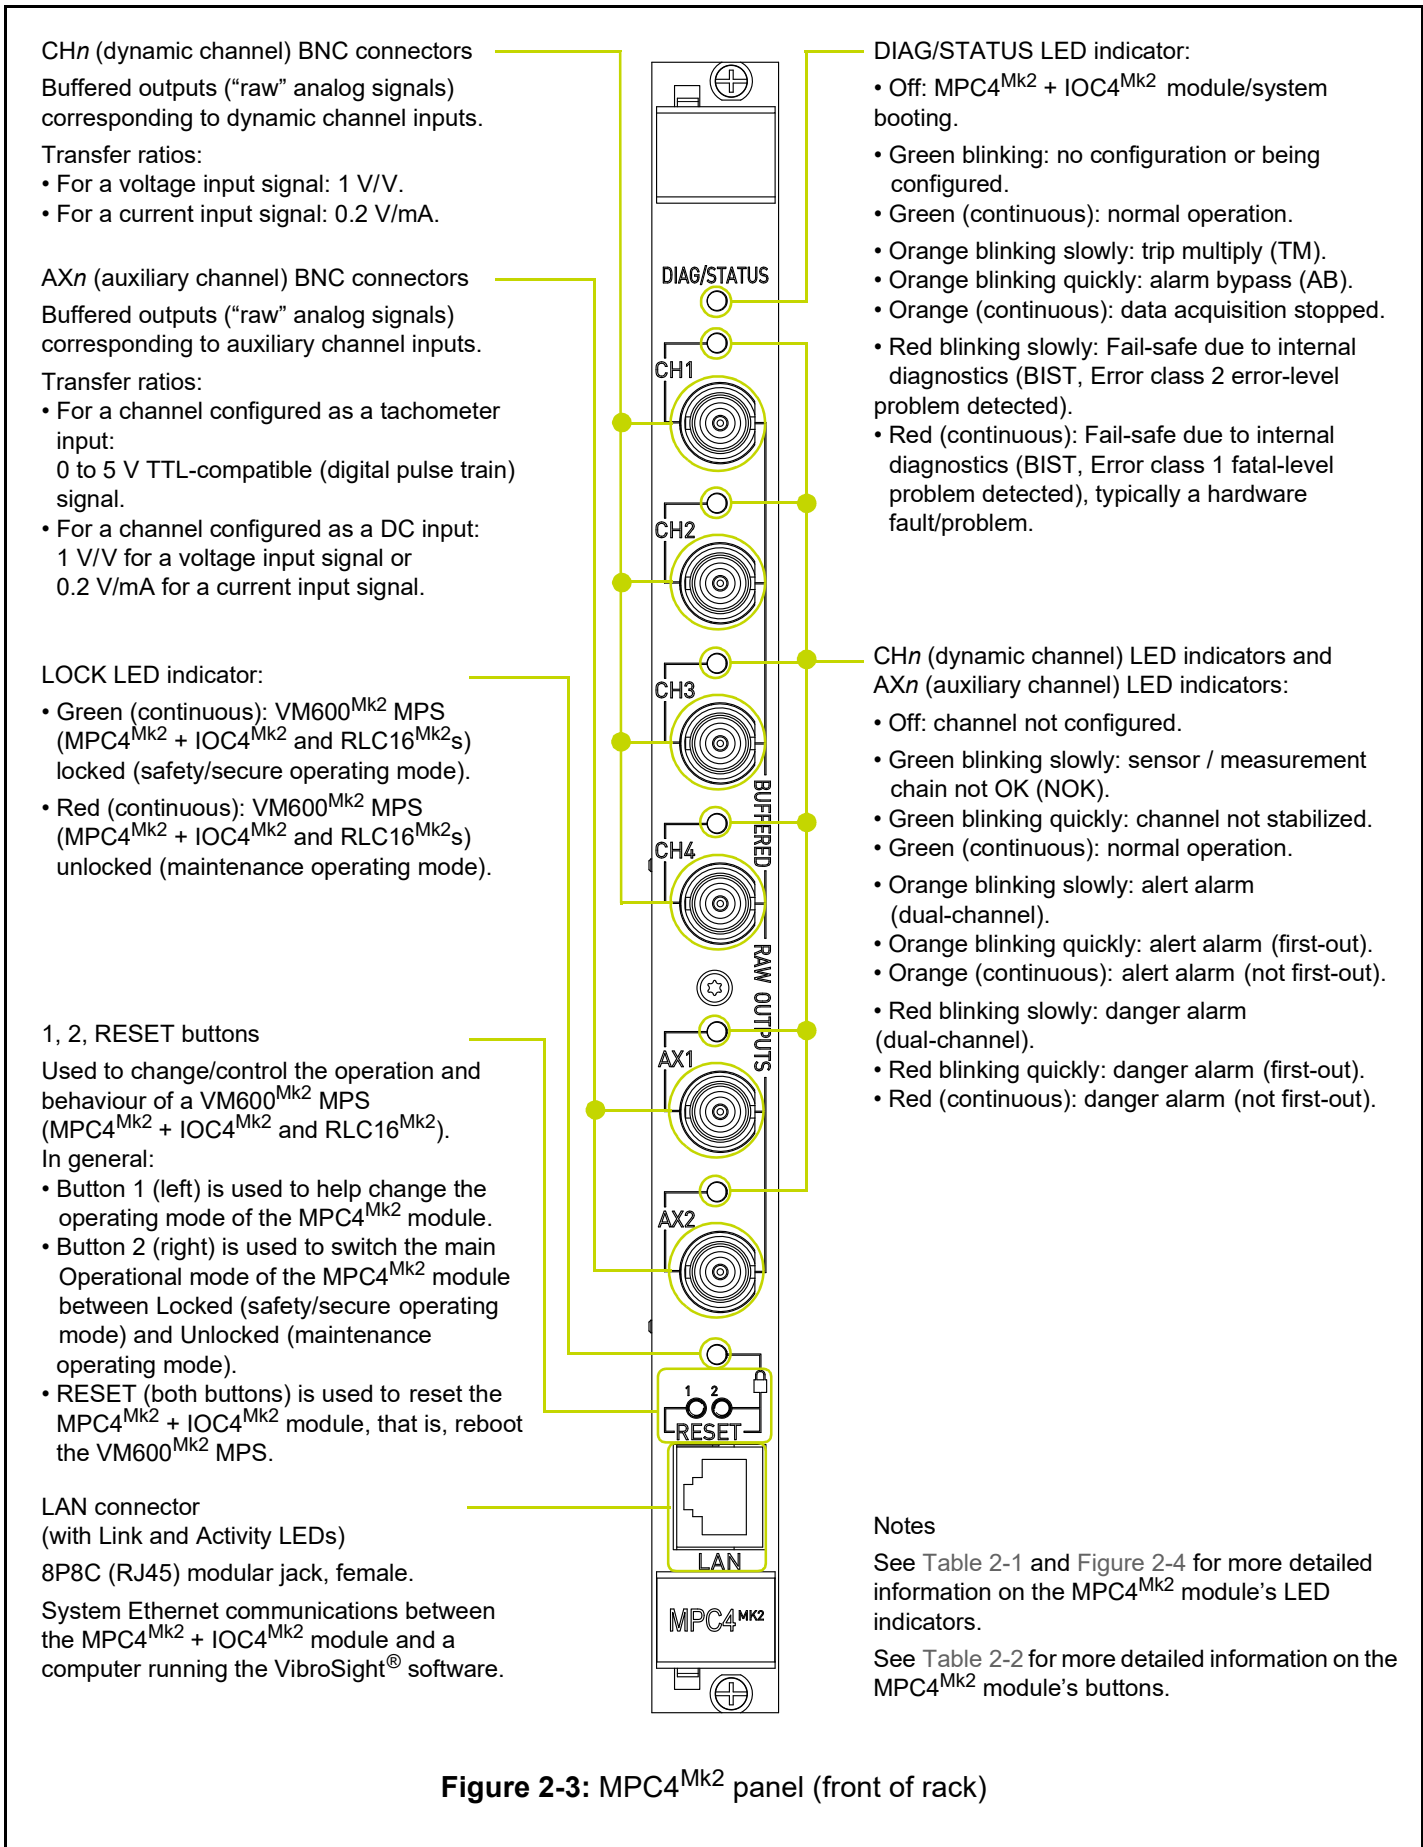 CHn (dynamic channel) BNC connectors
Buffered outputs (“raw” analog signals)
corresponding to dynamic channel inputs.
Transfer ratios:
• For a voltage input signal: 1 V/V.
• For a current input signal: 0.2 V/mA.
AXn (auxiliary channel) BNC connectors
Buffered outputs (“raw” analog signals)
corresponding to auxiliary channel inputs.
Transfer ratios:
• For a channel configured as a tachometer
input:
0 to 5 V TTL-compatible (digital pulse train)
signal.
• For a channel configured as a DC input:
1 V/V for a voltage input signal or
0.2 V/mA for a current input signal.
LOCK LED indicator:
• Green (continuous): VM600Mk2 MPS
(MPC4Mk2 + IOC4Mk2 and RLC16Mk2s)
locked (safety/secure operating mode).
• Red (continuous): VM600Mk2 MPS
(MPC4Mk2 + IOC4Mk2 and RLC16Mk2s)
unlocked (maintenance operating mode).
1, 2, RESET buttons
Used to change/control the operation and
behaviour of a VM600Mk2 MPS
(MPC4Mk2 + IOC4Mk2 and RLC16Mk2).
In general:
• Button 1 (left) is used to help change the
operating mode of the MPC4Mk2 module.
• Button 2 (right) is used to switch the main
Operational mode of the MPC4Mk2 module
between Locked (safety/secure operating
mode) and Unlocked (maintenance
operating mode).
• RESET (both buttons) is used to reset the
MPC4Mk2 + IOC4Mk2 module, that is, reboot
the VM600Mk2 MPS.
LAN connector
(with Link and Activity LEDs)
8P8C (RJ45) modular jack, female.
System Ethernet communications between
the MPC4Mk2 + IOC4Mk2 module and a
computer running the VibroSight® software.
DIAG/STATUS
CH1
CH2
CH3
CH4
BUFFERED RAW OUTPUTS
AX1
AX2
1 2
RESET
LAN
MPC4MK2
DIAG/STATUS LED indicator:
• Off: MPC4Mk2 + IOC4Mk2 module/system
booting.
• Green blinking: no configuration or being
configured.
• Green (continuous): normal operation.
• Orange blinking slowly: trip multiply (TM).
• Orange blinking quickly: alarm bypass (AB).
• Orange (continuous): data acquisition stopped.
• Red blinking slowly: Fail-safe due to internal
diagnostics (BIST, Error class 2 error-level
problem detected).
• Red (continuous): Fail-safe due to internal
diagnostics (BIST, Error class 1 fatal-level
problem detected), typically a hardware
fault/problem.
CHn (dynamic channel) LED indicators and
AXn (auxiliary channel) LED indicators:
• Off: channel not configured.
• Green blinking slowly: sensor / measurement
chain not OK (NOK).
• Green blinking quickly: channel not stabilized.
• Green (continuous): normal operation.
• Orange blinking slowly: alert alarm
(dual-channel).
• Orange blinking quickly: alert alarm (first-out).
• Orange (continuous): alert alarm (not first-out).
• Red blinking slowly: danger alarm
(dual-channel).
• Red blinking quickly: danger alarm (first-out).
• Red (continuous): danger alarm (not first-out).
Notes
See Table 2-1 and Figure 2-4 for more detailed
information on the MPC4Mk2 module’s LED
indicators.
See Table 2-2 for more detailed information on the
MPC4Mk2 module’s buttons.
Figure 2-3: MPC4Mk2 panel (front of rack)